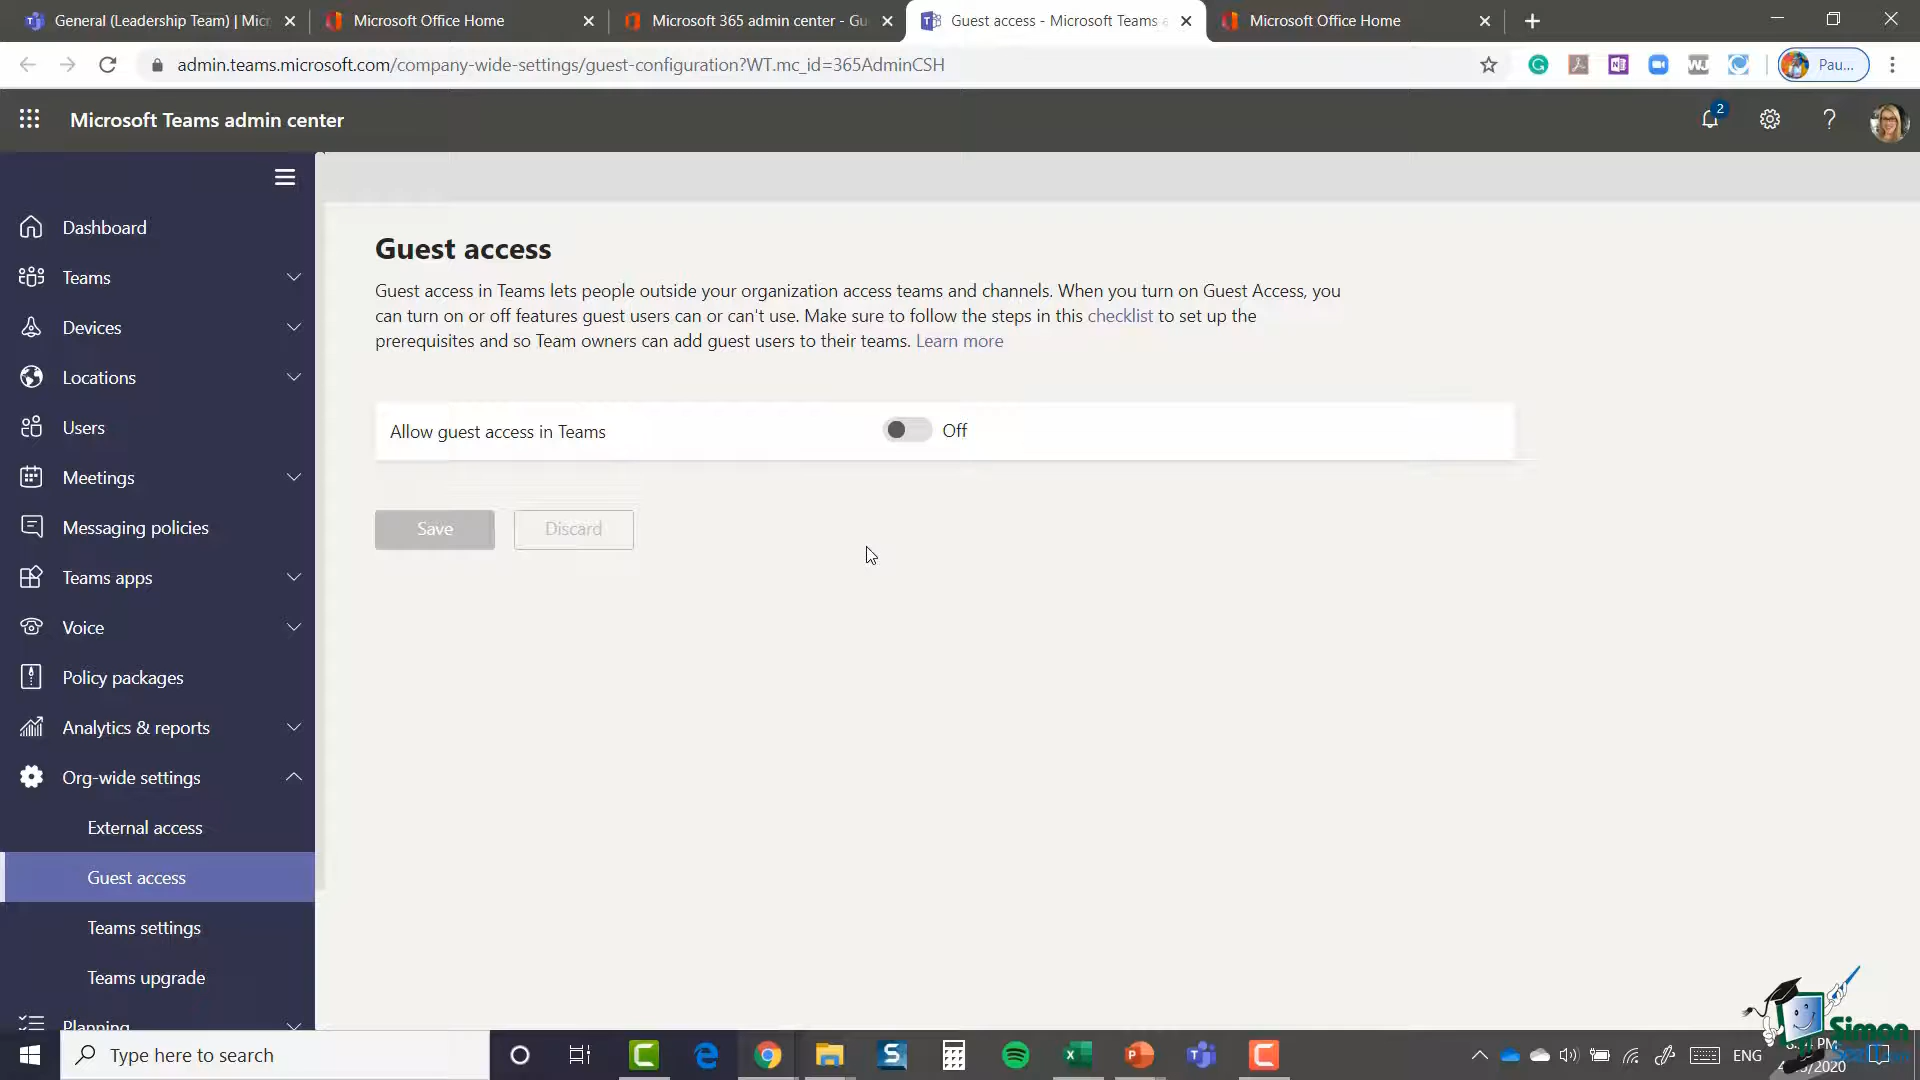 General (Leadership Team) | Micr
Microsoft Office Home
Microsoft 365 admin center - Gu
Guest access - Microsoft Teams a
Microsoft Office Home
admin.teams.microsoft.com/company-wide-settings/guest-configuration?WT.mc_id=365AdminCSH
Pau...
Microsoft Teams admin center
2
Dashboard
Teams
Devices
Locations
Users
Meetings
Messaging policies
Teams apps
Voice
Policy packages
Analytics & reports
Org-wide settings
External access
Guest access
Teams settings
Teams upgrade
Planning
Guest access
Guest access in Teams lets people outside your organization access teams and channels. When you turn on Guest Access, you
can turn on or off features guest users can or can't use. Make sure to follow the steps in this checklist to set up the
prerequisites and so Team owners can add guest users to their teams. Learn more
Allow guest access in Teams
Off
Save
Discard
Type here to search
ENG
Simon